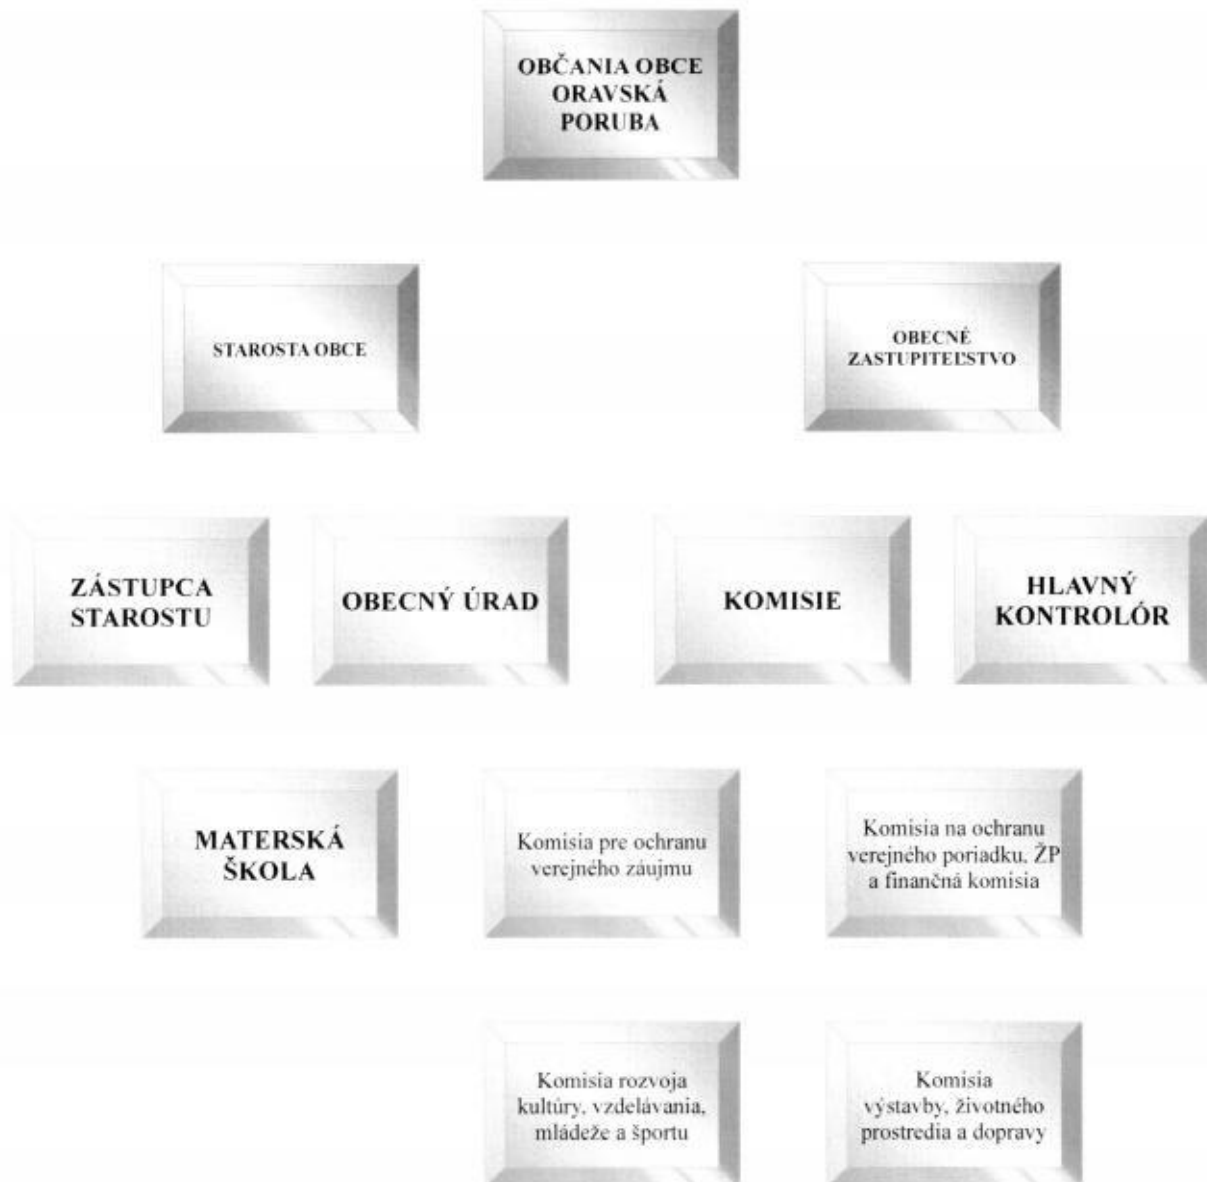 OBČANIA OBCE
ORAVSKÁ
PORUBA
STAROSTA OBCE
OBECNÉ
ZASTUPITEĽSTVO
ZÁSTUPCA
STAROSTU
OBECNÝ ÚRAD
KOMISIE
HLAVNÝ
KONTROLÓR
MATERSKÁ
ŠKOLA
Komisia pre ochranu
verejného záujmu
Komisia na ochranu
verejného poriadku, ŽP
a finančná komisia
Komisia rozvoja
kultúry, vzdelávania,
mládeže a športu
Komisia
výstavby, životného
prostredia a dopravy